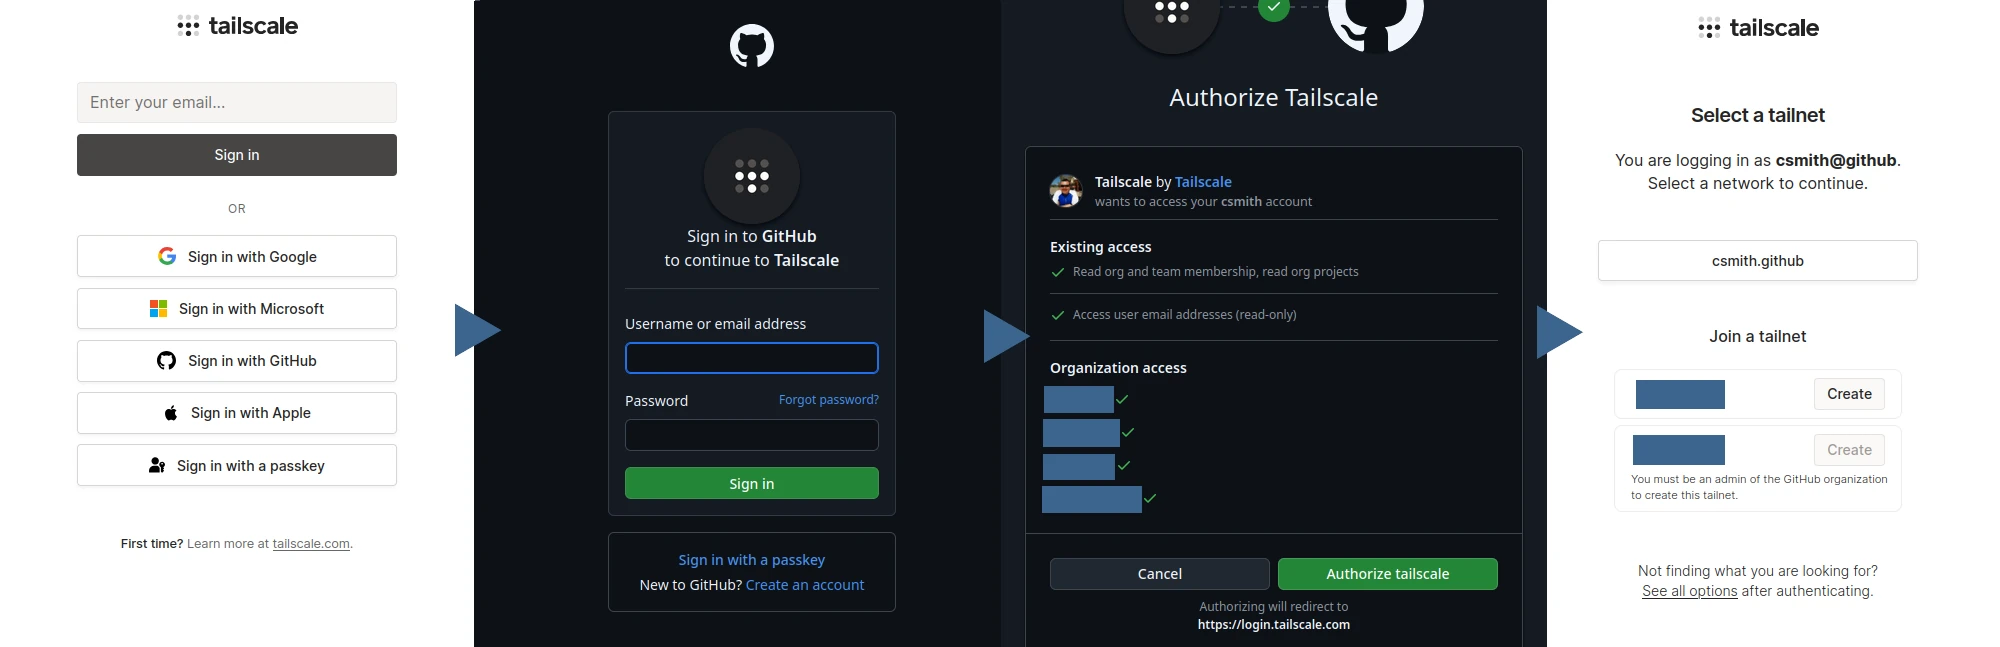 tailscale
Enter your email...
Sign in
OR
Sign in with Google
Sign in with Microsoft
Sign in with GitHub
Sign in with Apple
Sign in with a passkey
First time? Learn more at tailscale.com.
Sign in to GitHub
to continue to Tailscale
Username or email address
Password
Forgot password?
Sign in
Sign in with a passkey
New to GitHub? Create an account
Authorize Tailscale
Tailscale by Tailscale
wants to access your csmith account
Existing access
Read org and team membership, read org projects
Access user email addresses (read-only)
Organization access
Cancel
Authorize tailscale
Authorizing will redirect to
https://login.tailscale.com
tailscale
Select a tailnet
You are logging in as csmith@github.
Select a network to continue.
csmith.github
Join a tailnet
Create
Create
You must be an admin of the GitHub organization
to create this tailnet.
Not finding what you are looking for?
See all options after authenticating.